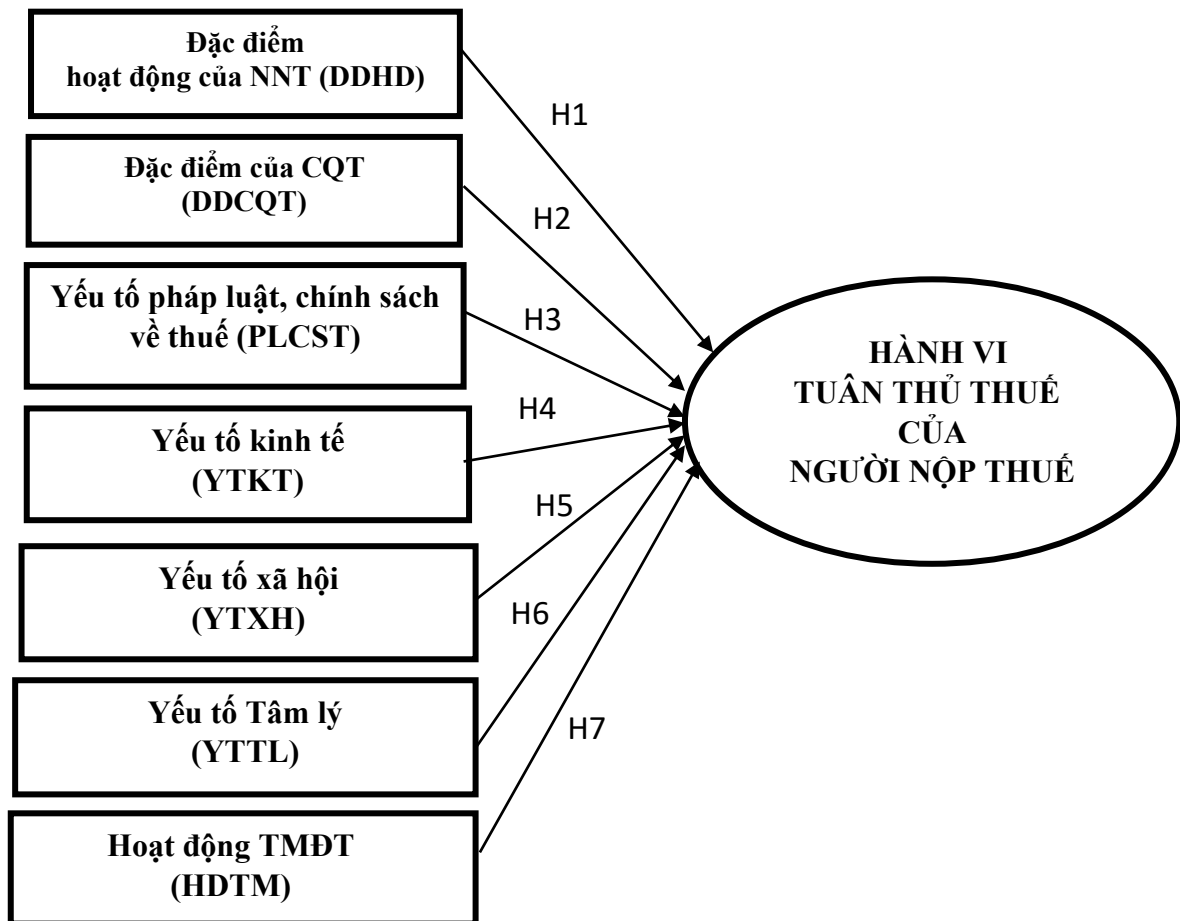 Đặc điểm
hoạt động của NNT (DDHD)
H1
Đặc điểm của CQT
(DDCQT)
H2
Yếu tố pháp luật, chính sách
về thuế (PLCST)
H3
Yếu tố kinh tế
(YTKT)
H4
Yếu tố xã hội
(YTXH)
H5
Yếu tố Tâm lý
(YTTL)
H6
Hoạt động TMĐT
(HDTM)
H7
HÀNH VI
TUÂN THỦ THUẾ
CỦA
NGƯỜI NỘP THUẾ